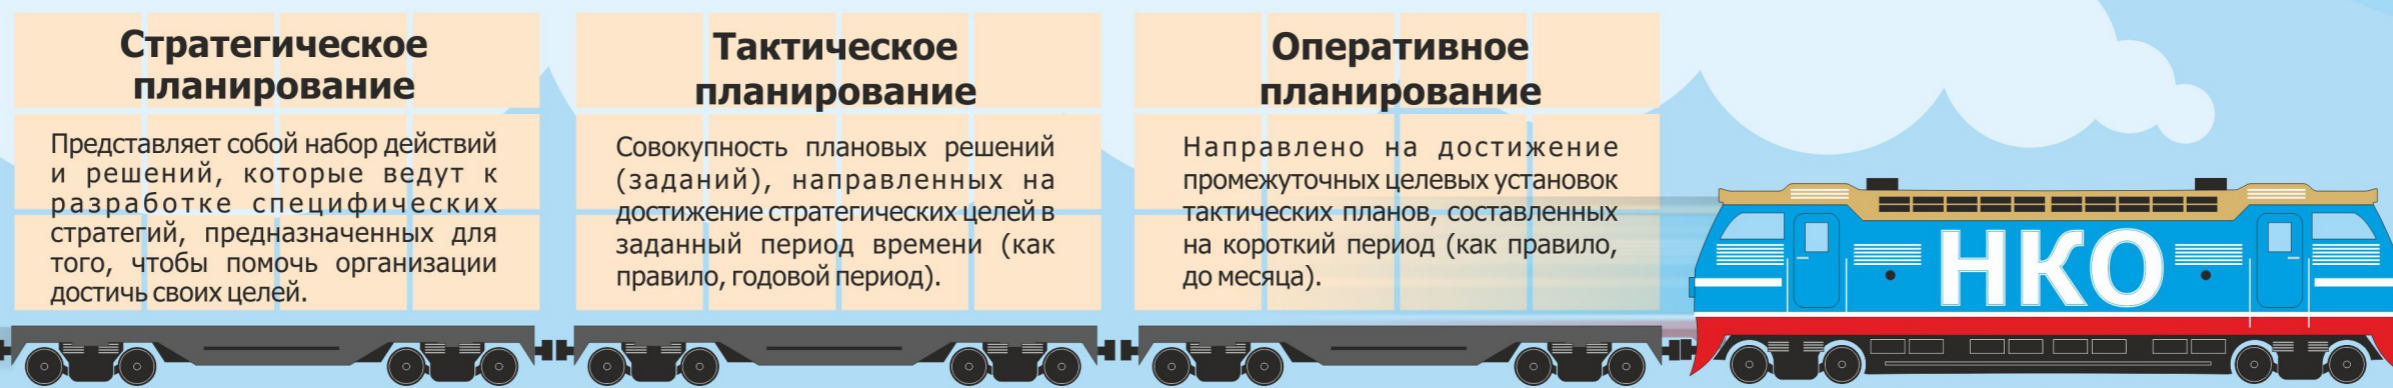 Стратегическое
планирование
Представляет собой набор действий
и решений, которые ведут к
разработке специфических
стратегий, предназначенных для
того, чтобы помочь организации
достичь своих целей.
Тактическое
планирование
Совокупность плановых решений
(заданий), направленных на
достижение стратегических целей в
заданный период времени (как
правило, годовой период).
Оперативное
планирование
Направлено на достижение
промежуточных целевых установок
тактических планов, составленных
на короткий период (как правило,
до месяца).
НКО